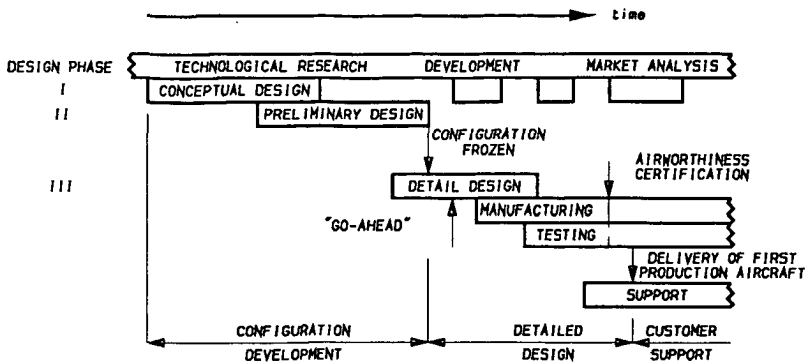 time
DESIGN PHASE
TECHNOLOGICAL RESEARCH DEVELOPMENT MARKET ANALYSIS
I
CONCEPTUAL DESIGN
II
PRELIMINARY DESIGN
CONFIGURATION
FROZEN
AIRWORTHINESS
CERTIFICATION
III
DETAIL DESIGN
"GO-AHEAD"
MANUFACTURING
TESTING
DELIVERY OF FIRST
PRODUCTION AIRCRAFT
SUPPORT
CONFIGURATION
DEVELOPMENT
DETAILED
DESIGN
CUSTOMER
SUPPORT